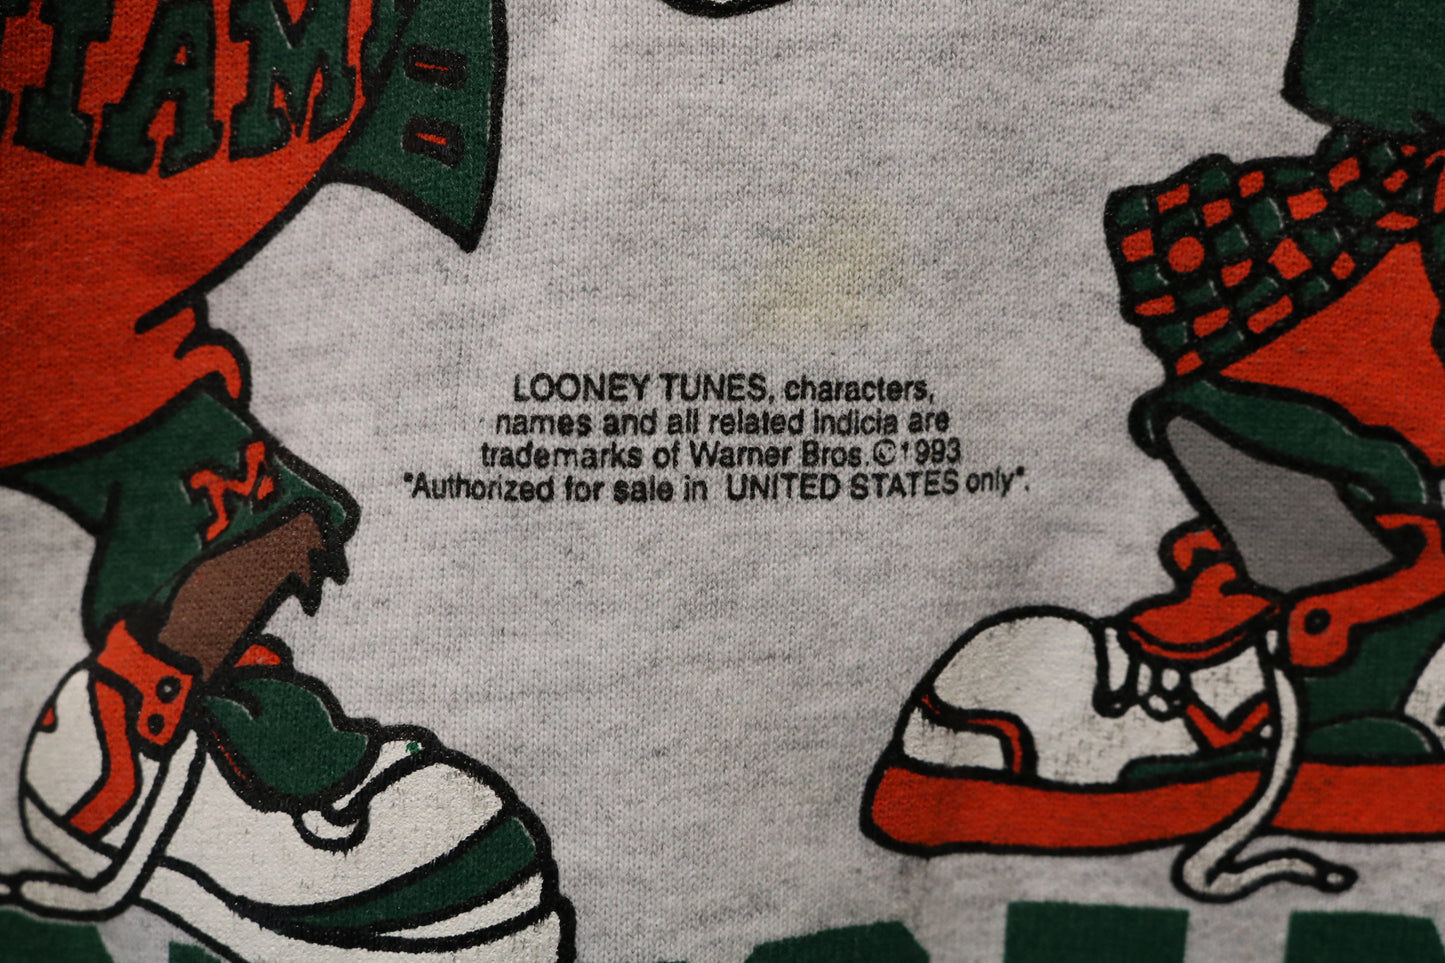 IAM
M
LOONEY TUNES, characters,
names and all related Indicia are
trademarks of Warner Bros.©1993
"Authorized for sale in UNITED STATES only".